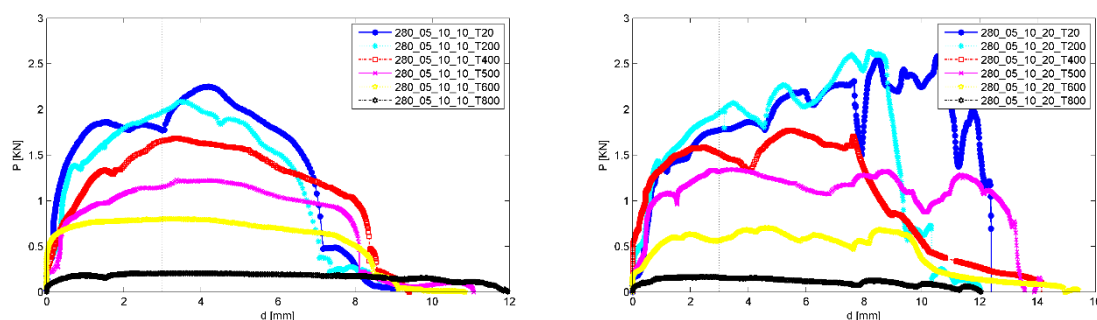 3
2.5
2
1.5
1
0.5
0
P [KN]
0 2 4 6 8 10 12
d [mm]
280_05_10_10_T20
280_05_10_10_T200
280_05_10_10_T400
280_05_10_10_T500
280_05_10_10_T600
280_05_10_10_T800
3
2.5
2
1.5
1
0.5
0
P [KN]
0 2 4 6 8 10 12 14 16
d [mm]
280_05_10_20_T20
280_05_10_20_T200
280_05_10_20_T400
280_05_10_20_T500
280_05_10_20_T600
280_05_10_20_T800